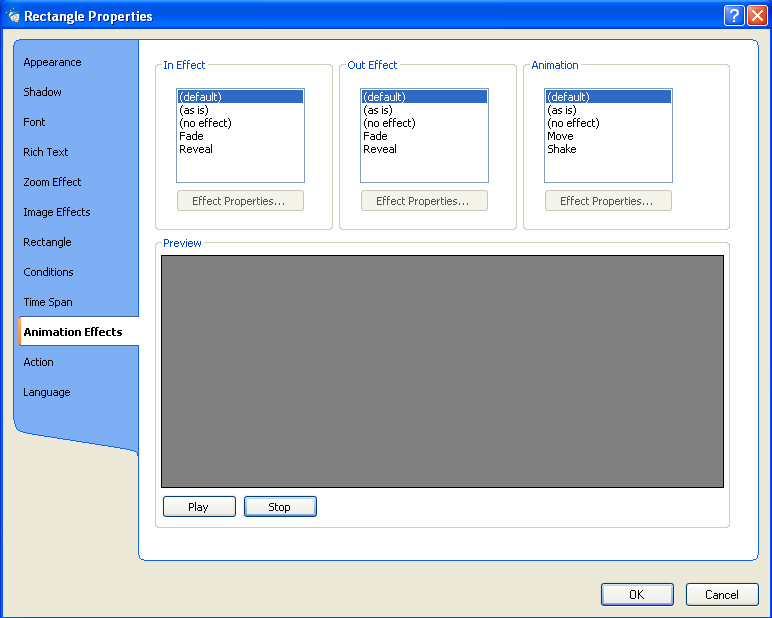 Rectangle Properties
Appearance
Shadow
Font
Rich Text
Zoom Effect
Image Effects
Rectangle
Conditions
Time Span
Animation Effects
Action
Language
In Effect
(default)
(as is)
(no effect)
Fade
Reveal
Effect Properties...
Out Effect
(default)
(as is)
(no effect)
Fade
Reveal
Effect Properties...
Animation
(default)
(as is)
(no effect)
Move
Shake
Effect Properties...
Preview
Play
Stop
OK
Cancel